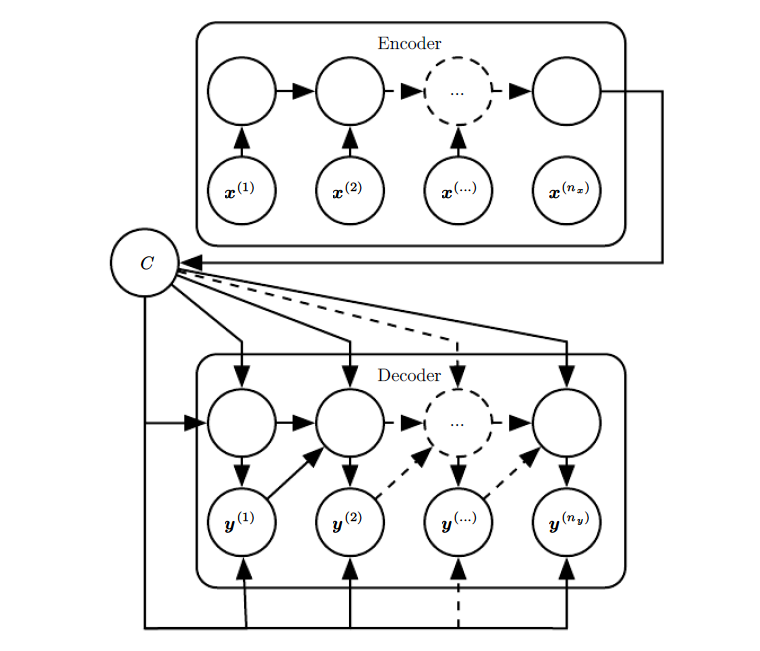 Encoder
...
x^(1) x^(2) x^(...) x^(n_x)
C
Decoder
...
y^(1) y^(2) y^(...) y^(n_y)